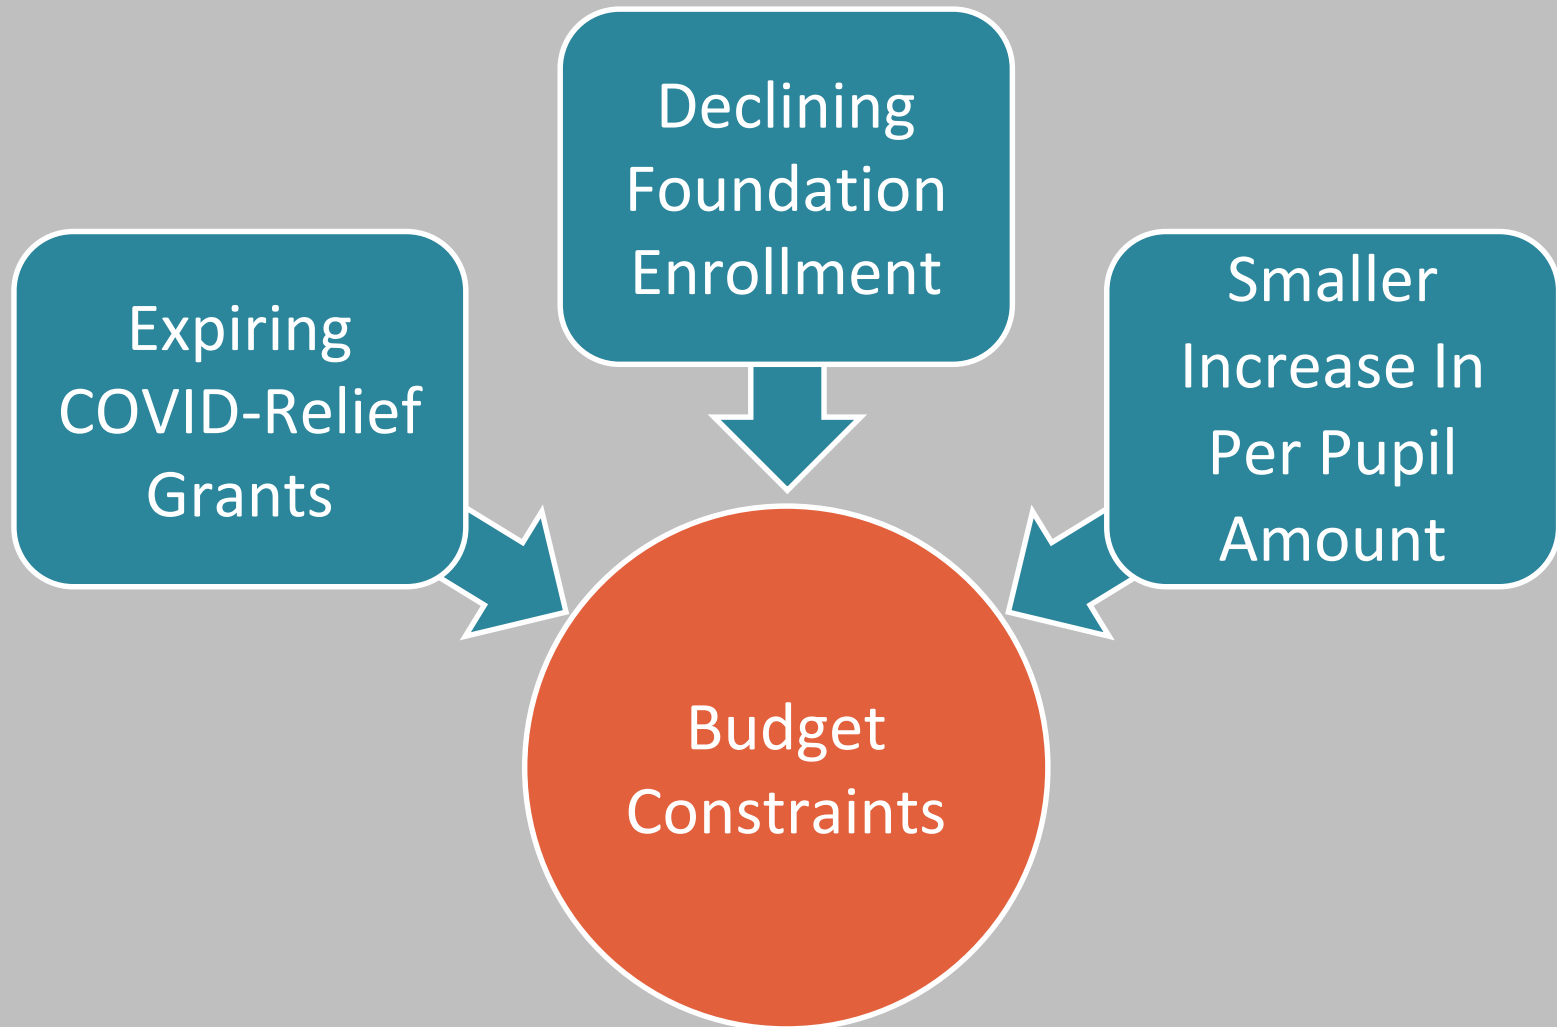 Declining
Foundation
Enrollment
Expiring
COVID-Relief
Grants
Smaller
Increase In
Per Pupil
Amount
Budget
Constraints